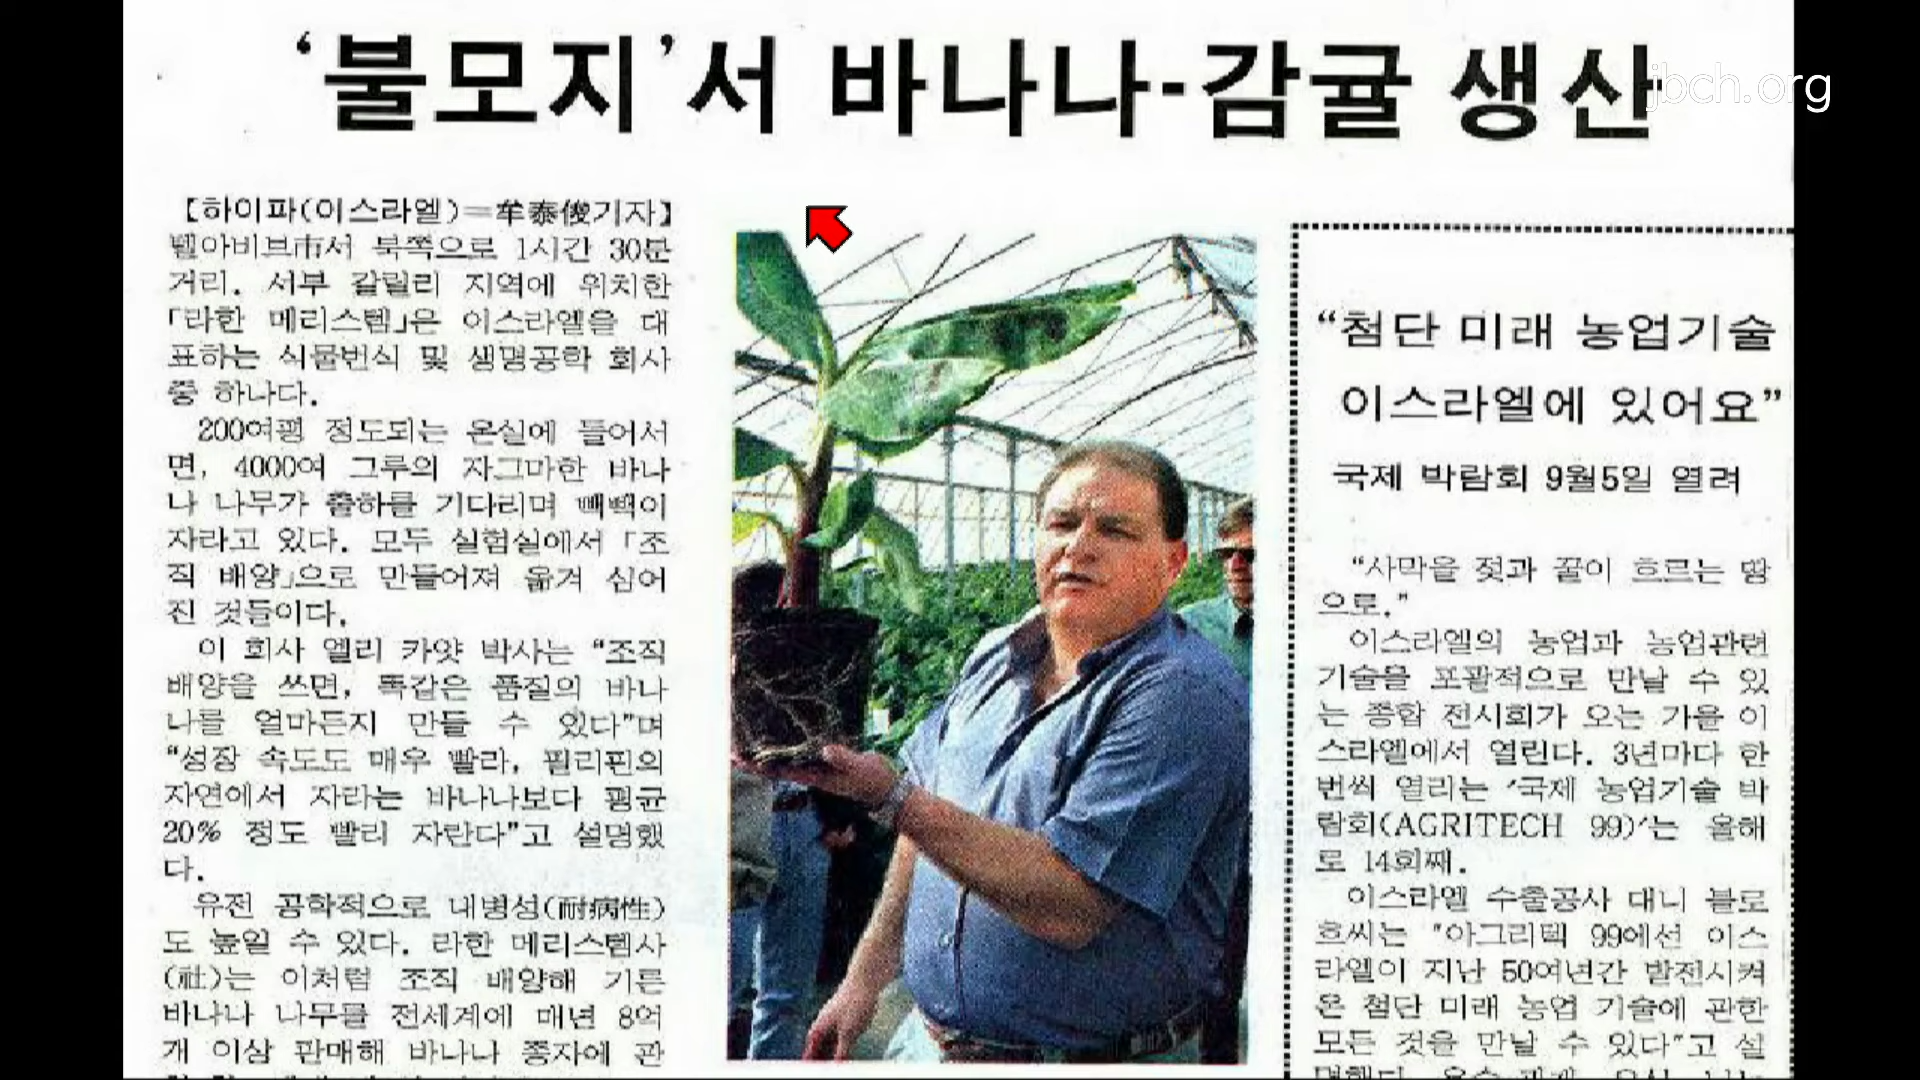 ‘불모지’서 바나나-감귤 생산
jbch.org
【하이파(이스라엘)=牟泰俊기자】
텔아비브市서 북쪽으로 1시간 30분
거리. 서부 갈릴리 지역에 위치한
「라한 메리스템」은 이스라엘을 대
표하는 식물번식 및 생명공학 회사
중 하나다.
200여평 정도되는 온실에 들어서
면, 4000여 그루의 자그마한 바나
나 나무가 출하를 기다리며 빽빽이
자라고 있다. 모두 실험실에서 「조
직 배양」으로 만들어져 옮겨 심어
진 것들이다.
이 회사 엘리 카얏 박사는 “조직
배양을 쓰면, 똑같은 품질의 바나
나를 얼마든지 만들 수 있다”며
“성장 속도도 매우 빨라, 필리핀의
자연에서 자라는 바나나보다 평균
20% 정도 빨리 자란다”고 설명했
다.
유전 공학적으로 내병성(耐病性)
도 높일 수 있다. 라한 메리스템사
(社)는 이처럼 조직 배양해 기른
바나나 나무를 전세계에 매년 8억
개 이상 판매해 바나나 종자에 관
“첨단 미래 농업기술
이스라엘에 있어요”
국제 박람회 9월5일 열려
“사막을 젖과 꿀이 흐르는 땅
으로.”
이스라엘의 농업과 농업관련
기술을 포괄적으로 만날 수 있
는 종합 전시회가 오는 가을 이
스라엘에서 열린다. 3년마다 한
번씩 열리는 ‘국제 농업기술 박
람회(AGRITECH 99)’는 올해
로 14회째.
이스라엘 수출공사 대니 블로
흐씨는 “아그리텍 99에선 이스
라엘이 지난 50여년간 발전시켜
온 첨단 미래 농업 기술에 관한
모든 것을 만날 수 있다”고 설